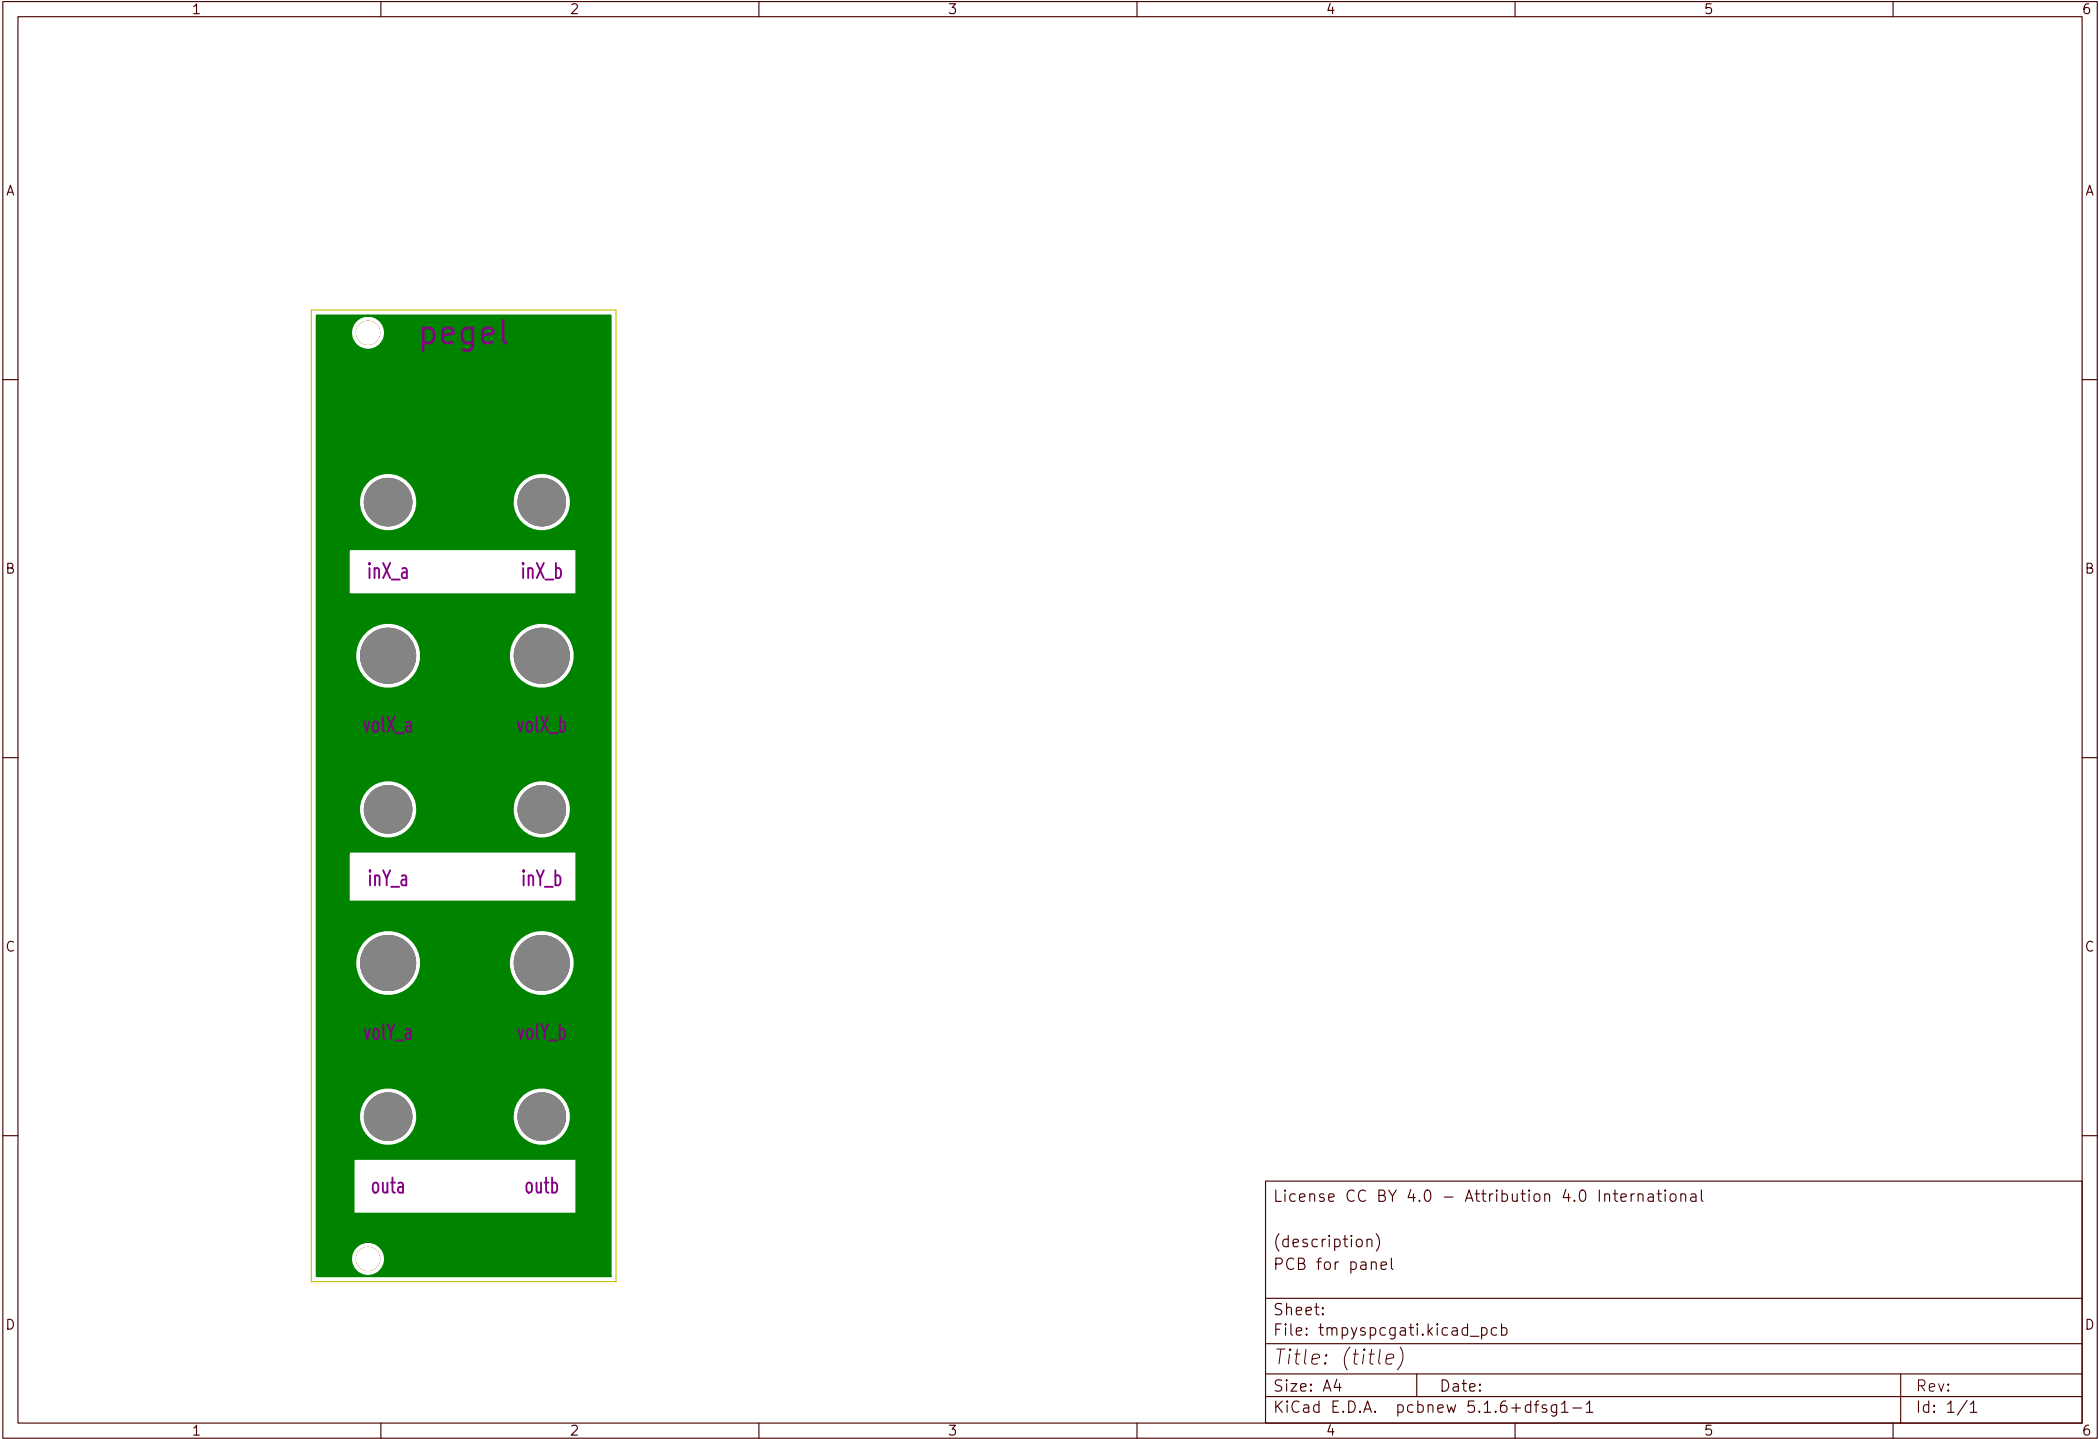 1 2 3 4 5 6
A A
pegel
B B
inX_a inX_b
volX_a volX_b
inY_a inY_b
C C
volY_a volY_b
outa outb
License CC BY 4.0 - Attribution 4.0 International
(description)
PCB for panel
Sheet:
D D
File: tmpyspcgati.kicad_pcb
Title: (title)
Size: A4 Date: Rev:
KiCad E.D.A. pcbnew 5.1.6+dfsg1-1 Id: 1/1
1 2 3 4 5 6